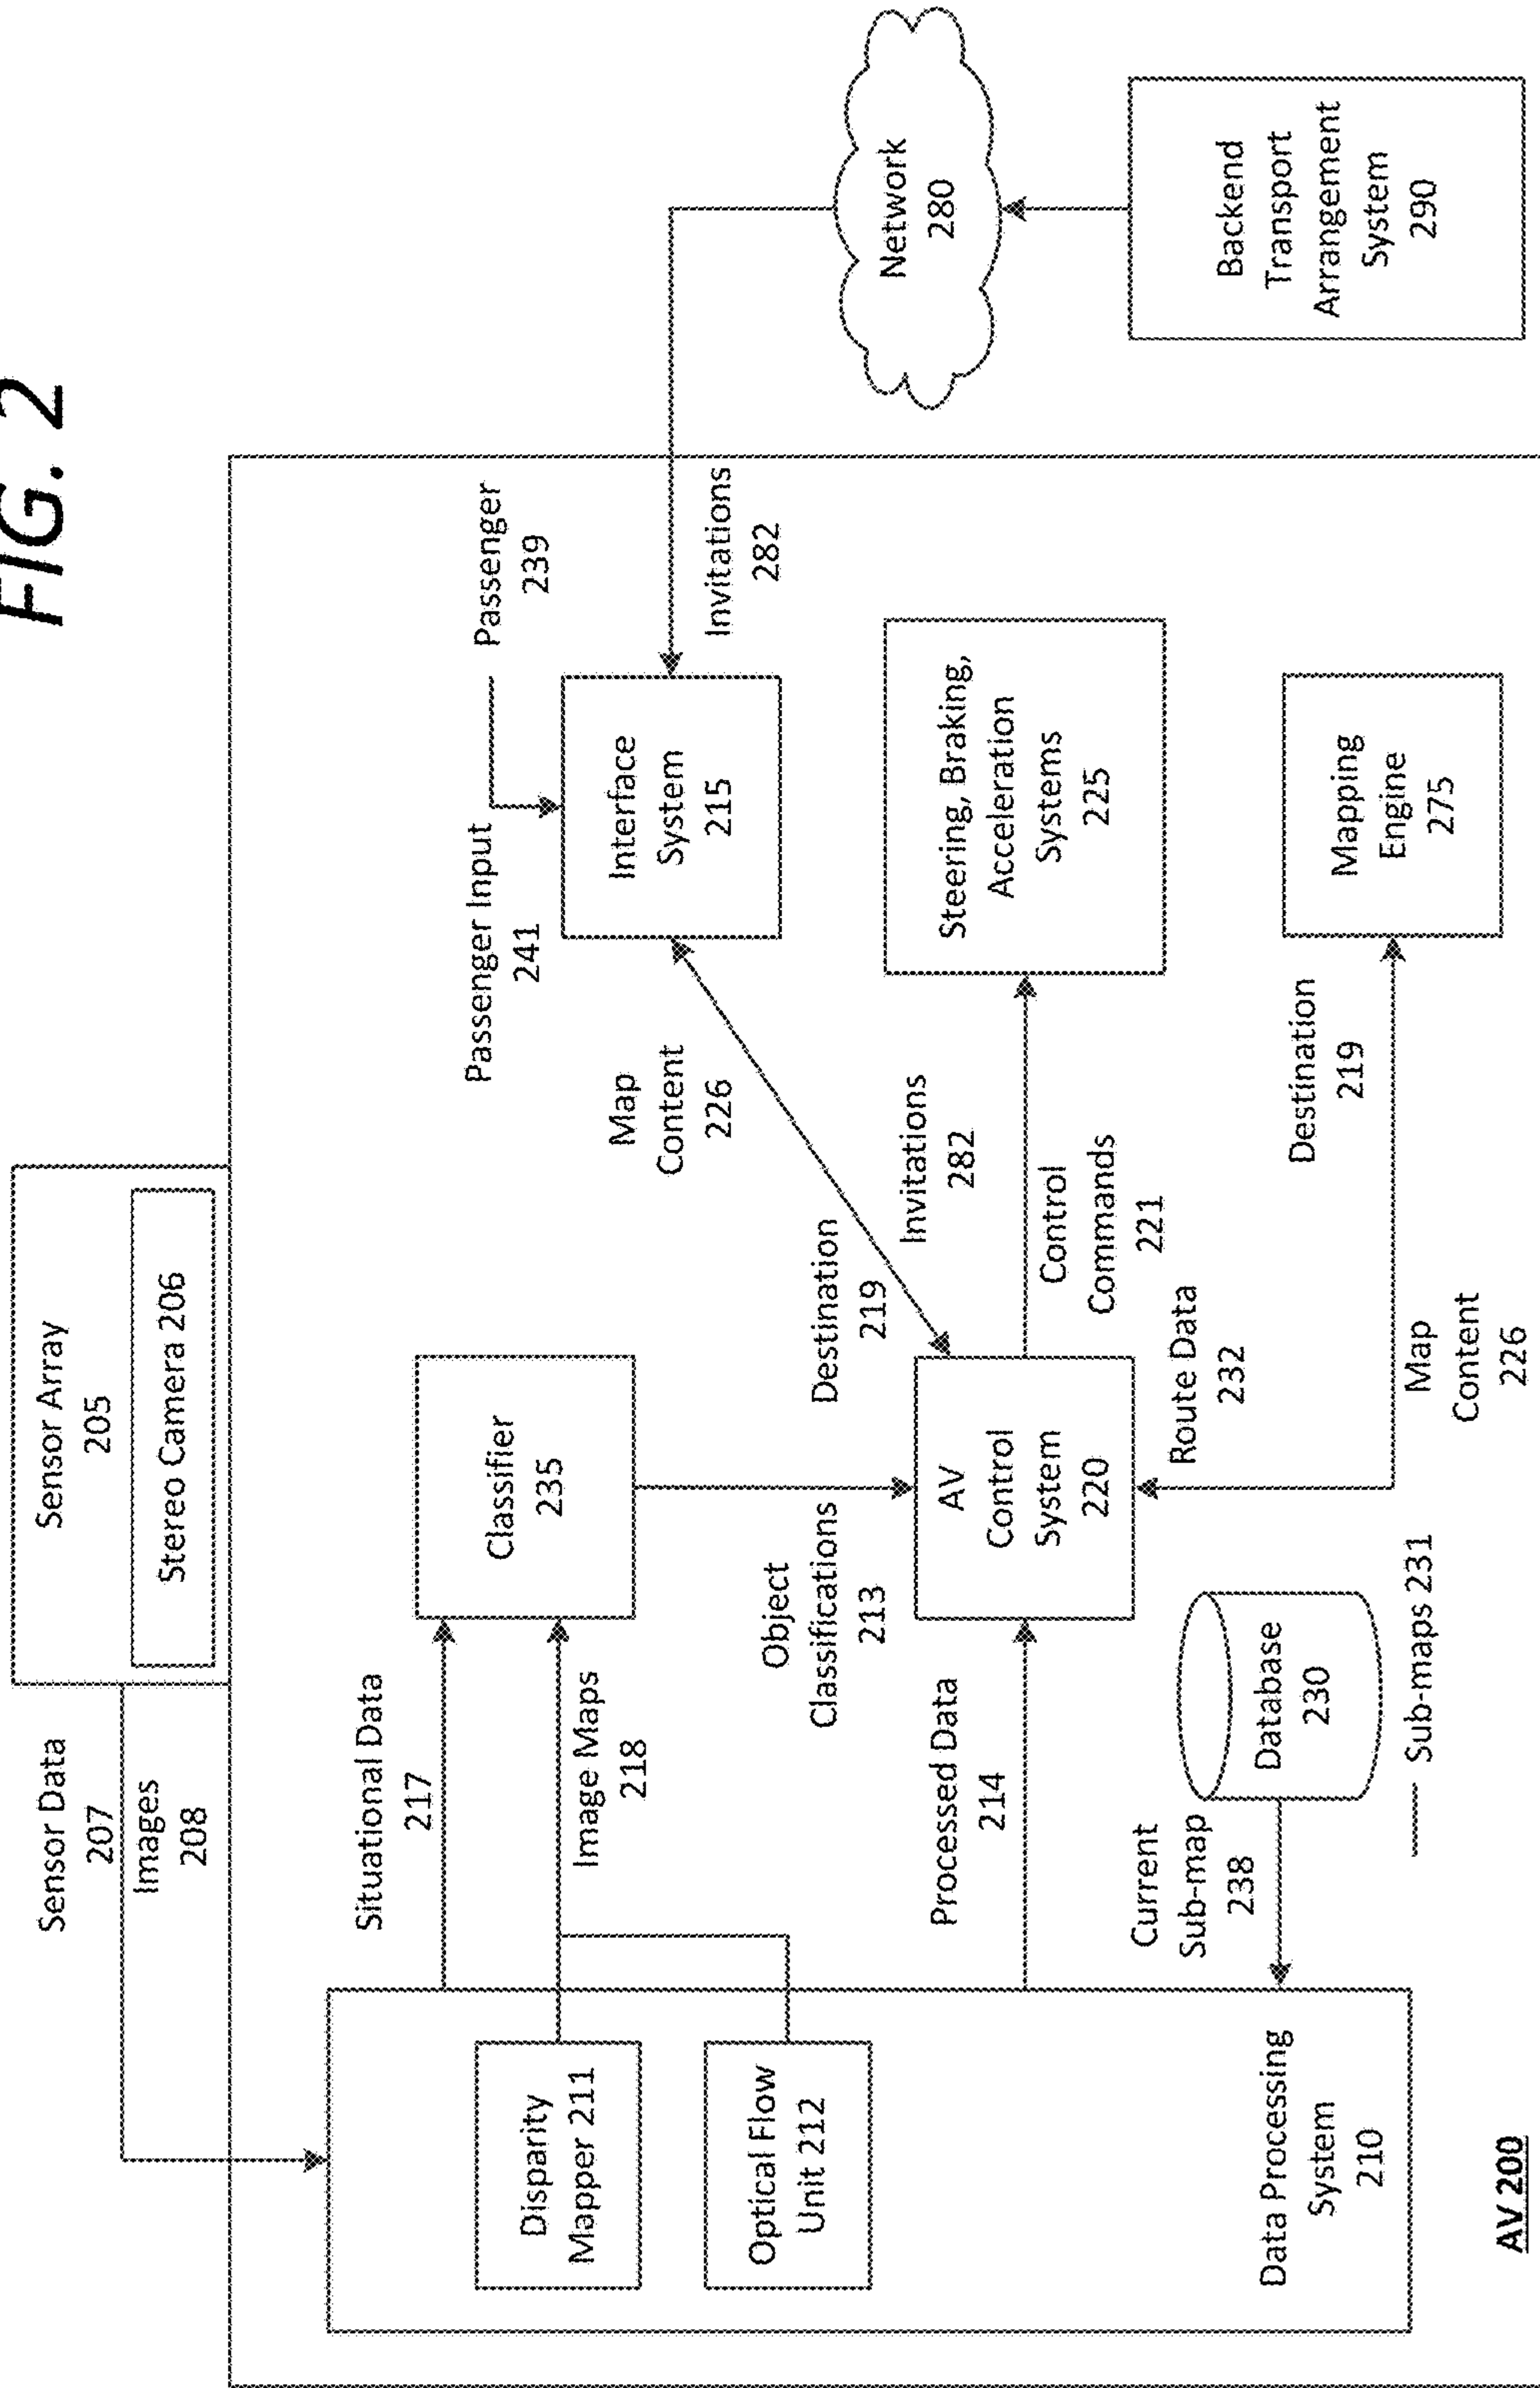 FIG. 2
Sensor Array
205
Stereo Camera 206
Sensor Data
207
Images
208
Situational Data
217
Image Maps
218
Disparity
Mapper 211
Optical Flow
Unit 212
Data Processing
System
210
Classifier
235
Object
Classifications
213
Processed Data
214
AV
Control
System
220
Current
Sub-map
238
Database
230
Sub-maps 231
Passenger
239
Passenger Input
241
Interface
System
215
Map
Content
226
Destination
219
Invitations
282
Invitations
282
Control
Commands
221
Steering, Braking,
Acceleration
Systems
225
Route Data
232
Destination
219
Map
Content
226
Mapping
Engine
275
Network
280
Backend
Transport
Arrangement
System
290
AV 200